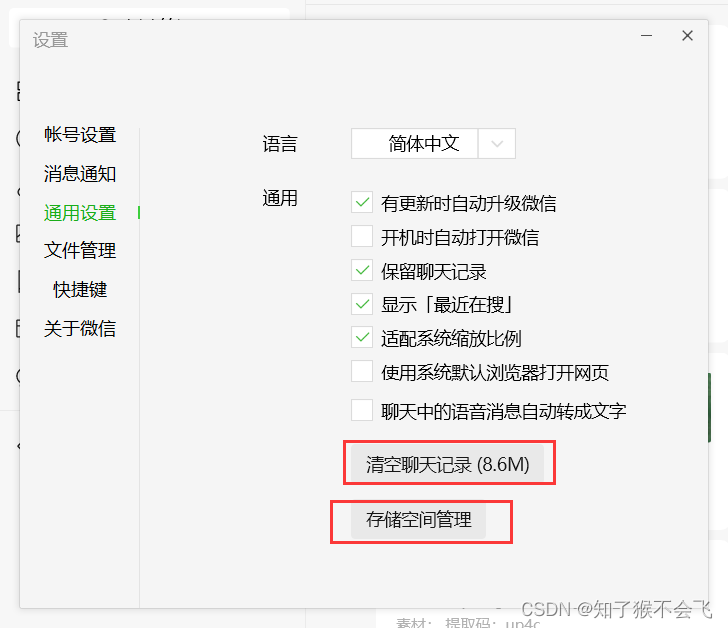 设置
帐号设置
消息通知
通用设置
文件管理
快捷键
关于微信
语言 简体中文
通用
有更新时自动升级微信
开机时自动打开微信
保留聊天记录
显示「最近在搜」
适配系统缩放比例
使用系统默认浏览器打开网页
聊天中的语音消息自动转成文字
清空聊天记录 (8.6M)
存储空间管理
CSDN @知了猴不会飞
素材： 提取码：up4c